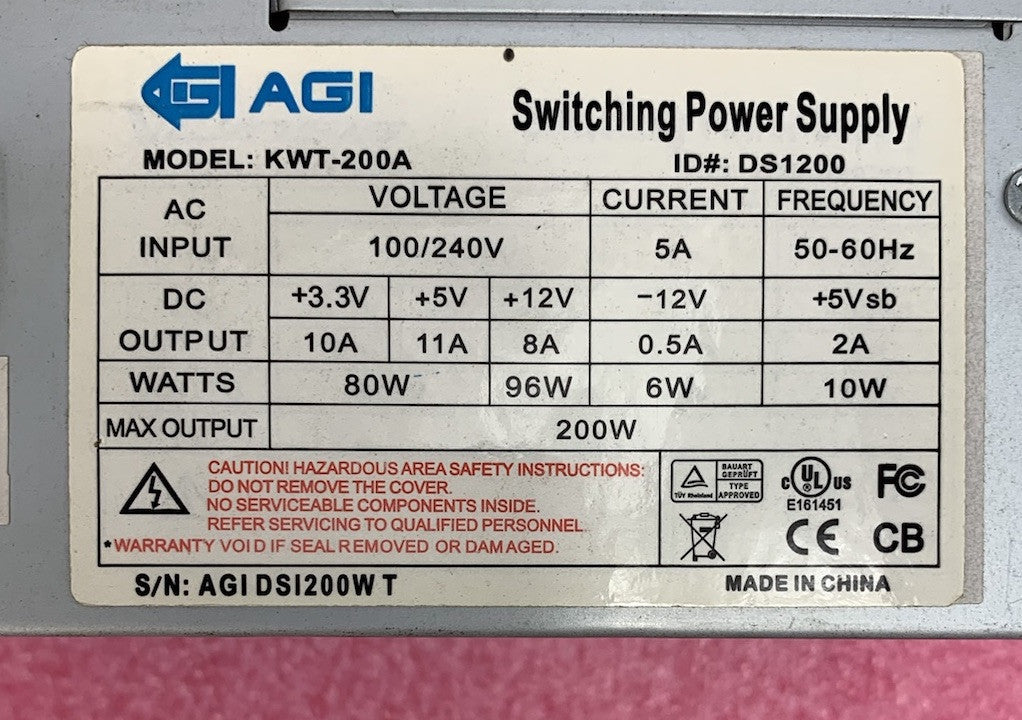 GI AGI
Switching Power Supply
MODEL: KWT-200A
ID#: DS1200
AC INPUT
VOLTAGE CURRENT FREQUENCY
100/240V 5A 50-60Hz
DC OUTPUT
+3.3V +5V +12V -12V +5Vsb
10A 11A 8A 0.5A 2A
WATTS 80W 96W 6W 10W
MAX OUTPUT 200W
CAUTION! HAZARDOUS AREA SAFETY INSTRUCTIONS:
DO NOT REMOVE THE COVER.
NO SERVICEABLE COMPONENTS INSIDE.
REFER SERVICING TO QUALIFIED PERSONNEL.
*WARRANTY VOID IF SEAL REMOVED OR DAMAGED.
TÜV Rheinland
BAUART
GEPRÜFT
TYPE
APPROVED
c UL us
E161451
FC
CE
CB
S/N: AGI DSI200W T
MADE IN CHINA